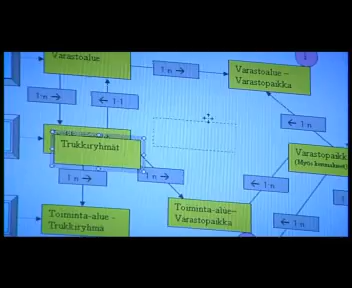 Varastoalue
1:n →
Varastoalue –
Varastopaikka
1:n →
← 1:1
← 1:n
Trukkiryhmät
Varastopaikk
1:n
1:n →
← 1:n
Toiminta-alue -
Trukkiryhmä
Toiminta-alue–
Varastopaikka
← 1:n